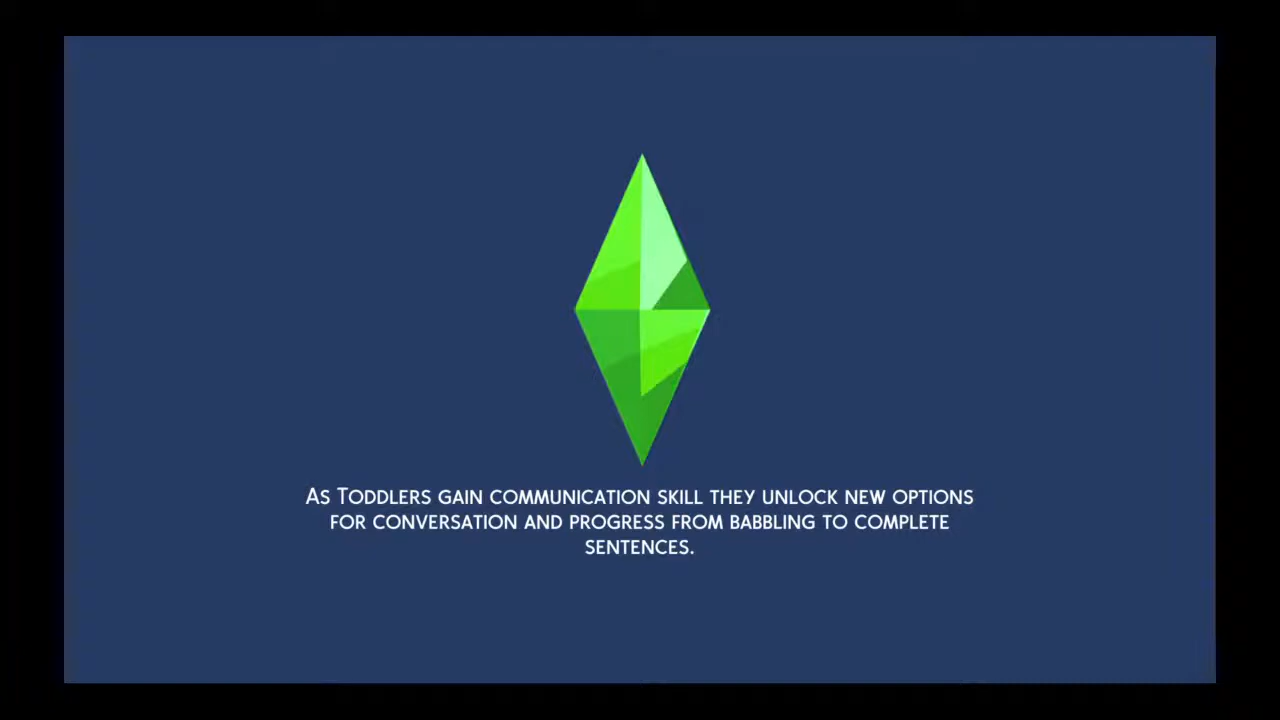 As Toddlers gain communication skill they unlock new options
for conversation and progress from babbling to complete
sentences.